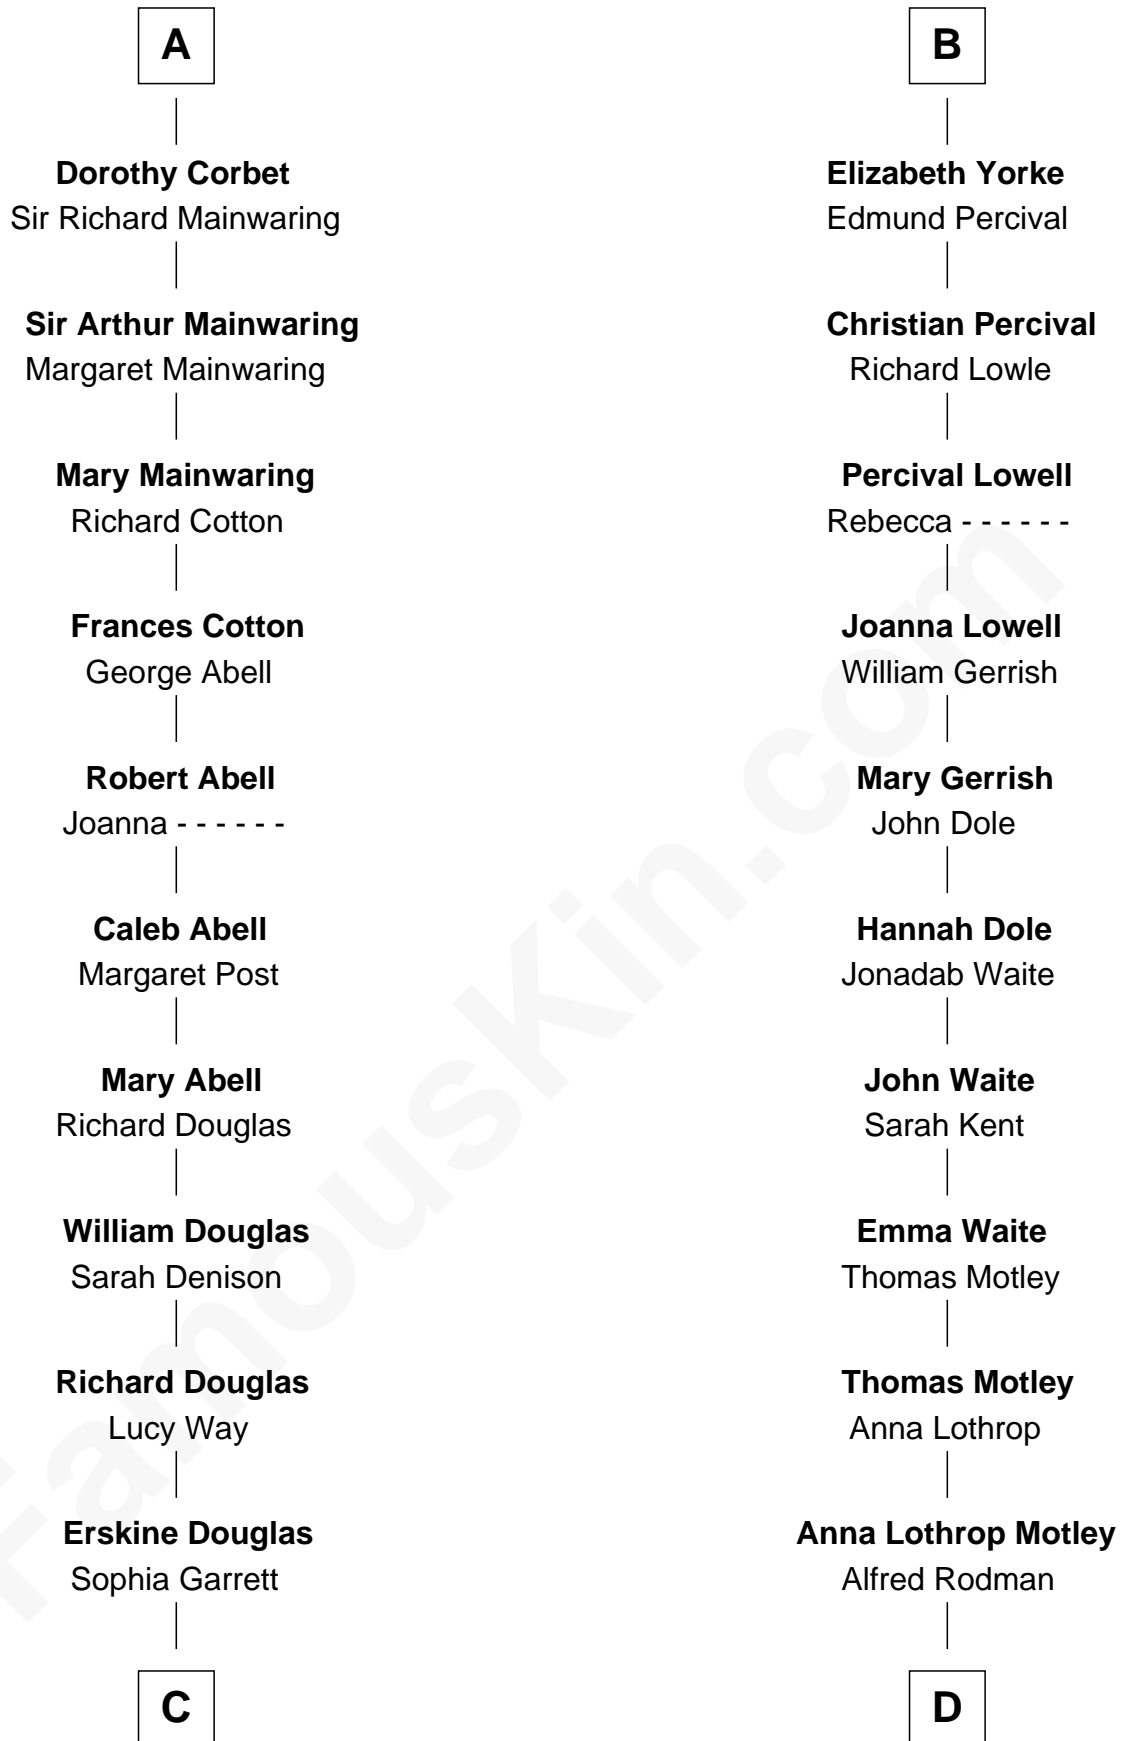 A
Dorothy Corbet
Sir Richard Mainwaring
Sir Arthur Mainwaring
Margaret Mainwaring
Mary Mainwaring
Richard Cotton
Frances Cotton
George Abell
Robert Abell
Joanna - - - - - -
Caleb Abell
Margaret Post
Mary Abell
Richard Douglas
William Douglas
Sarah Denison
Richard Douglas
Lucy Way
Erskine Douglas
Sophia Garrett
C
B
Elizabeth Yorke
Edmund Percival
Christian Percival
Richard Lowle
Percival Lowell
Rebecca - - - - - -
Joanna Lowell
William Gerrish
Mary Gerrish
John Dole
Hannah Dole
Jonadab Waite
John Waite
Sarah Kent
Emma Waite
Thomas Motley
Thomas Motley
Anna Lothrop
Anna Lothrop Motley
Alfred Rodman
D
FamousKin.com